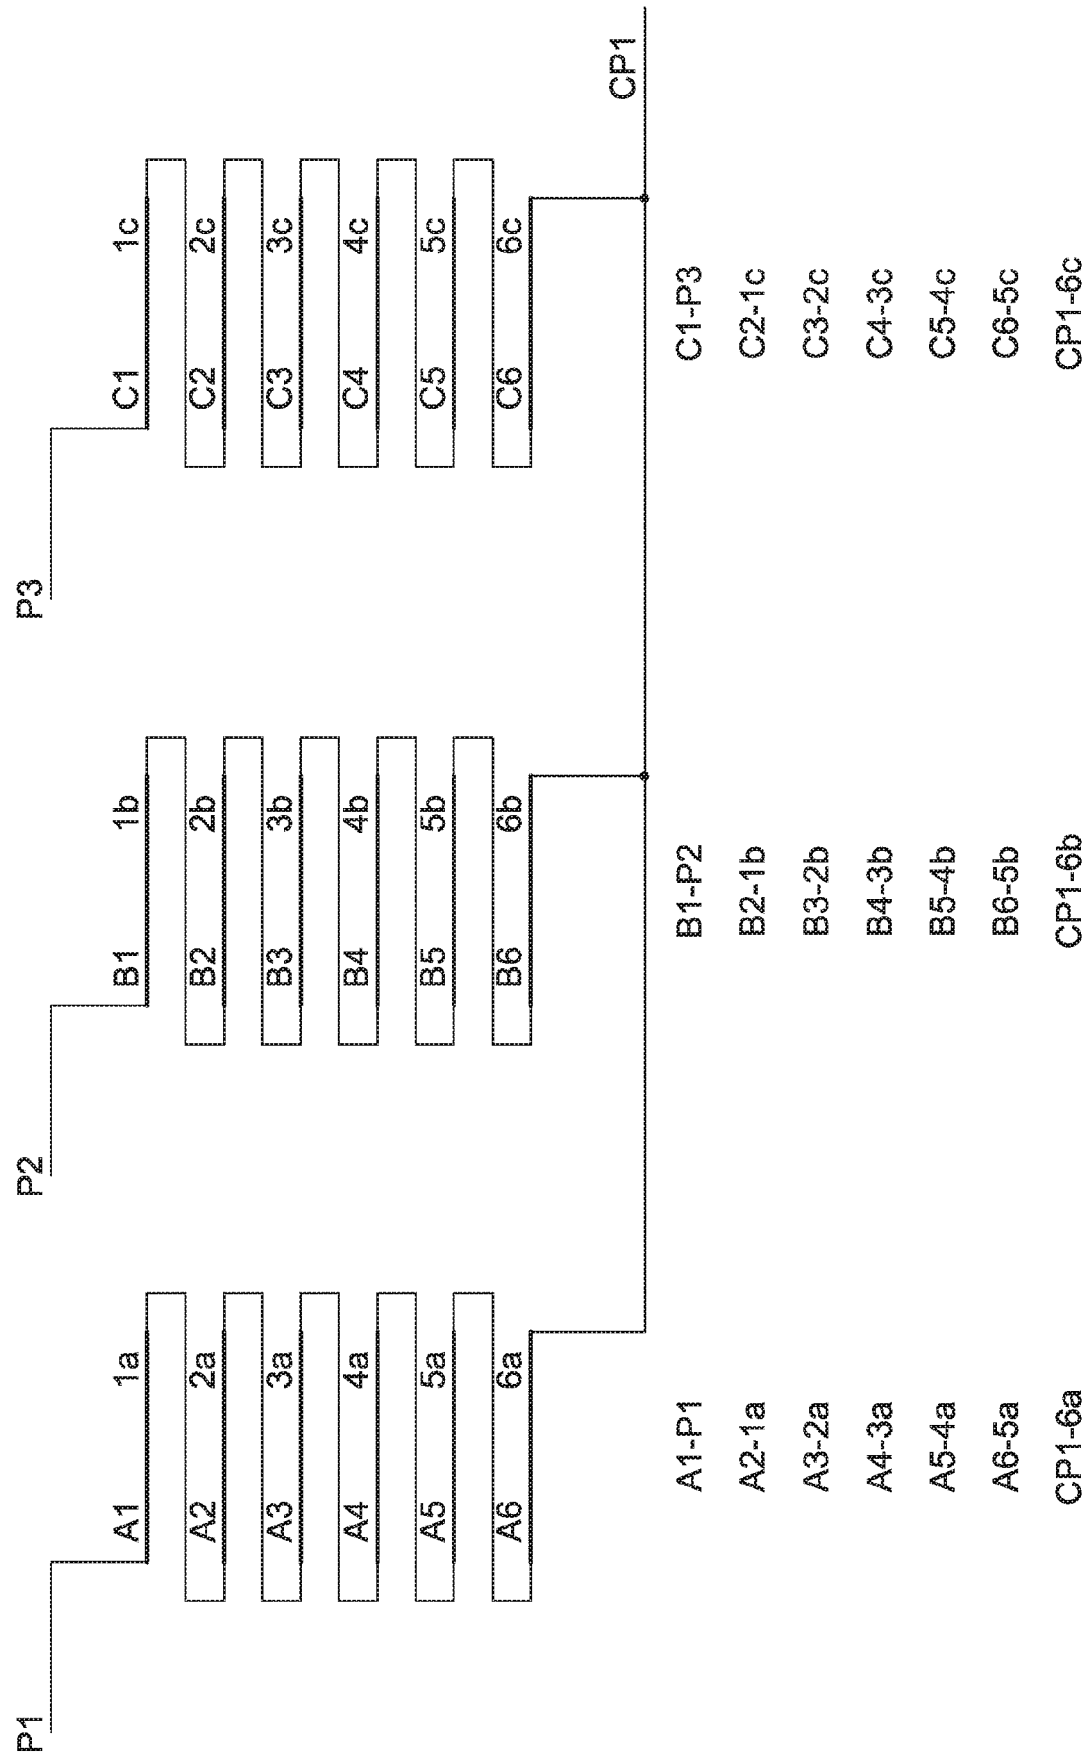 P1 P2 P3
A1 1a B1 1b C1 1c
A2 2a B2 2b C2 2c
A3 3a B3 3b C3 3c
A4 4a B4 4b C4 4c
A5 5a B5 5b C5 5c
A6 6a B6 6b C6 6c
CP1
A1-P1 B1-P2 C1-P3
A2-1a B2-1b C2-1c
A3-2a B3-2b C3-2c
A4-3a B4-3b C4-3c
A5-4a B5-4b C5-4c
A6-5a B6-5b C6-5c
CP1-6a CP1-6b CP1-6c